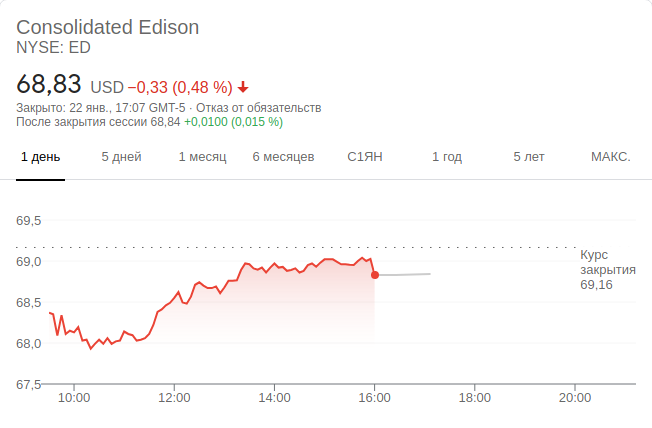 Consolidated Edison
NYSE: ED
68,83 USD −0,33 (0,48 %)
Закрыто: 22 янв., 17:07 GMT-5 · Отказ от обязательств
После закрытия сессии 68,84 +0,0100 (0,015 %)
1 день 5 дней 1 месяц 6 месяцев С1ЯН 1 год 5 лет МАКС.
69,5
69,0
68,5
68,0
67,5
Курс
закрытия
69,16
10:00 12:00 14:00 16:00 18:00 20:00